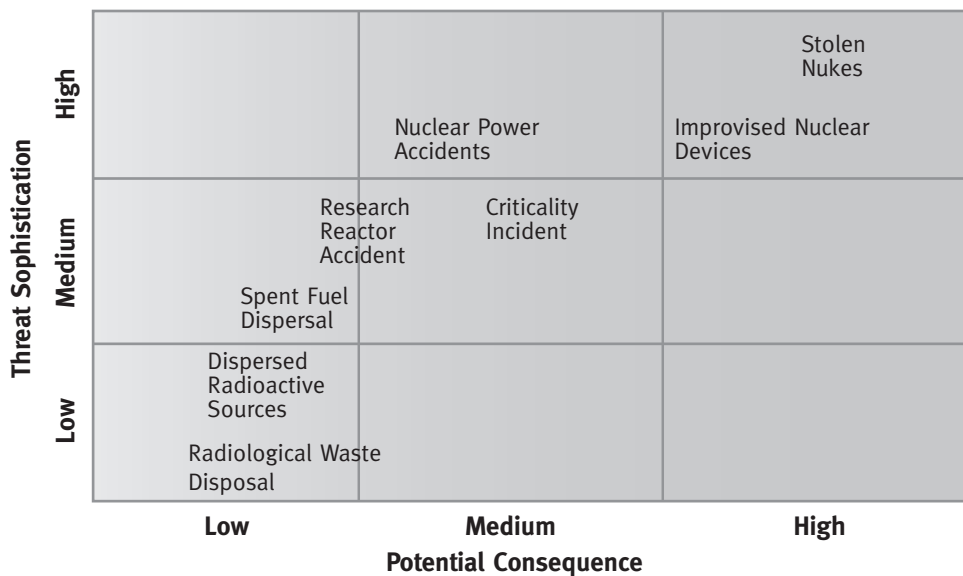 Threat Sophistication
High
Medium
Low
Stolen
Nukes
Nuclear Power
Accidents
Improvised Nuclear
Devices
Research
Reactor
Accident
Criticality
Incident
Spent Fuel
Dispersal
Dispersed
Radioactive
Sources
Radiological Waste
Disposal
Low
Medium
High
Potential Consequence